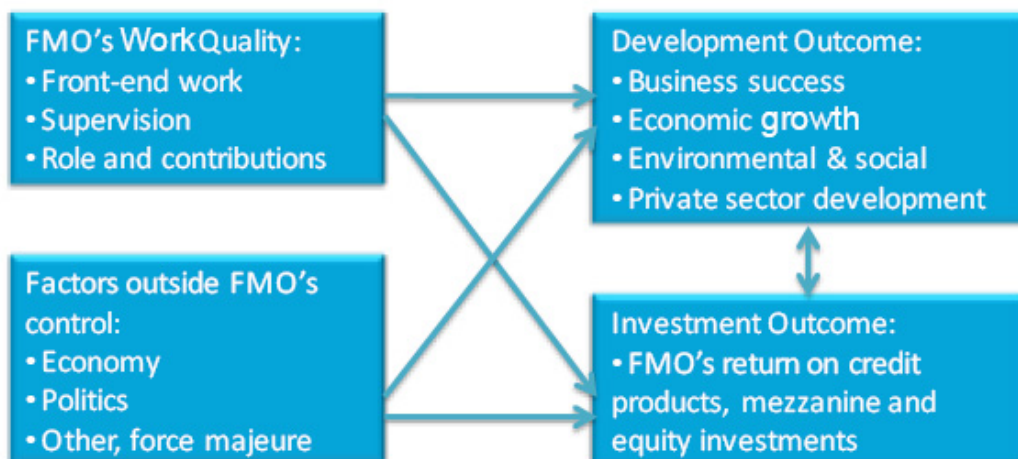 FMO's WorkQuality:
• Front-end work
• Supervision
• Role and contributions
Development Outcome:
• Business success
• Economic growth
• Environmental & social
• Private sector development
Factors outside FMO's
control:
• Economy
• Politics
• Other, force majeure
Investment Outcome:
• FMO's return on credit
products, mezzanine and
equity investments